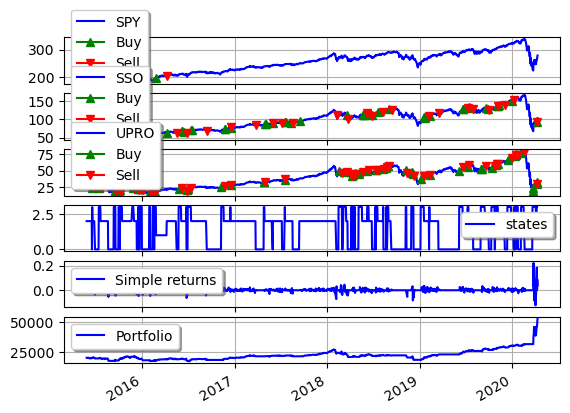 SPY
Buy
Sell
300
200
SSO
Buy
Sell
150
100
50
UPRO
Buy
Sell
75
50
25
states
2.5
0.0
Simple returns
0.2
0.0
Portfolio
50000
25000
2016
2017
2018
2019
2020